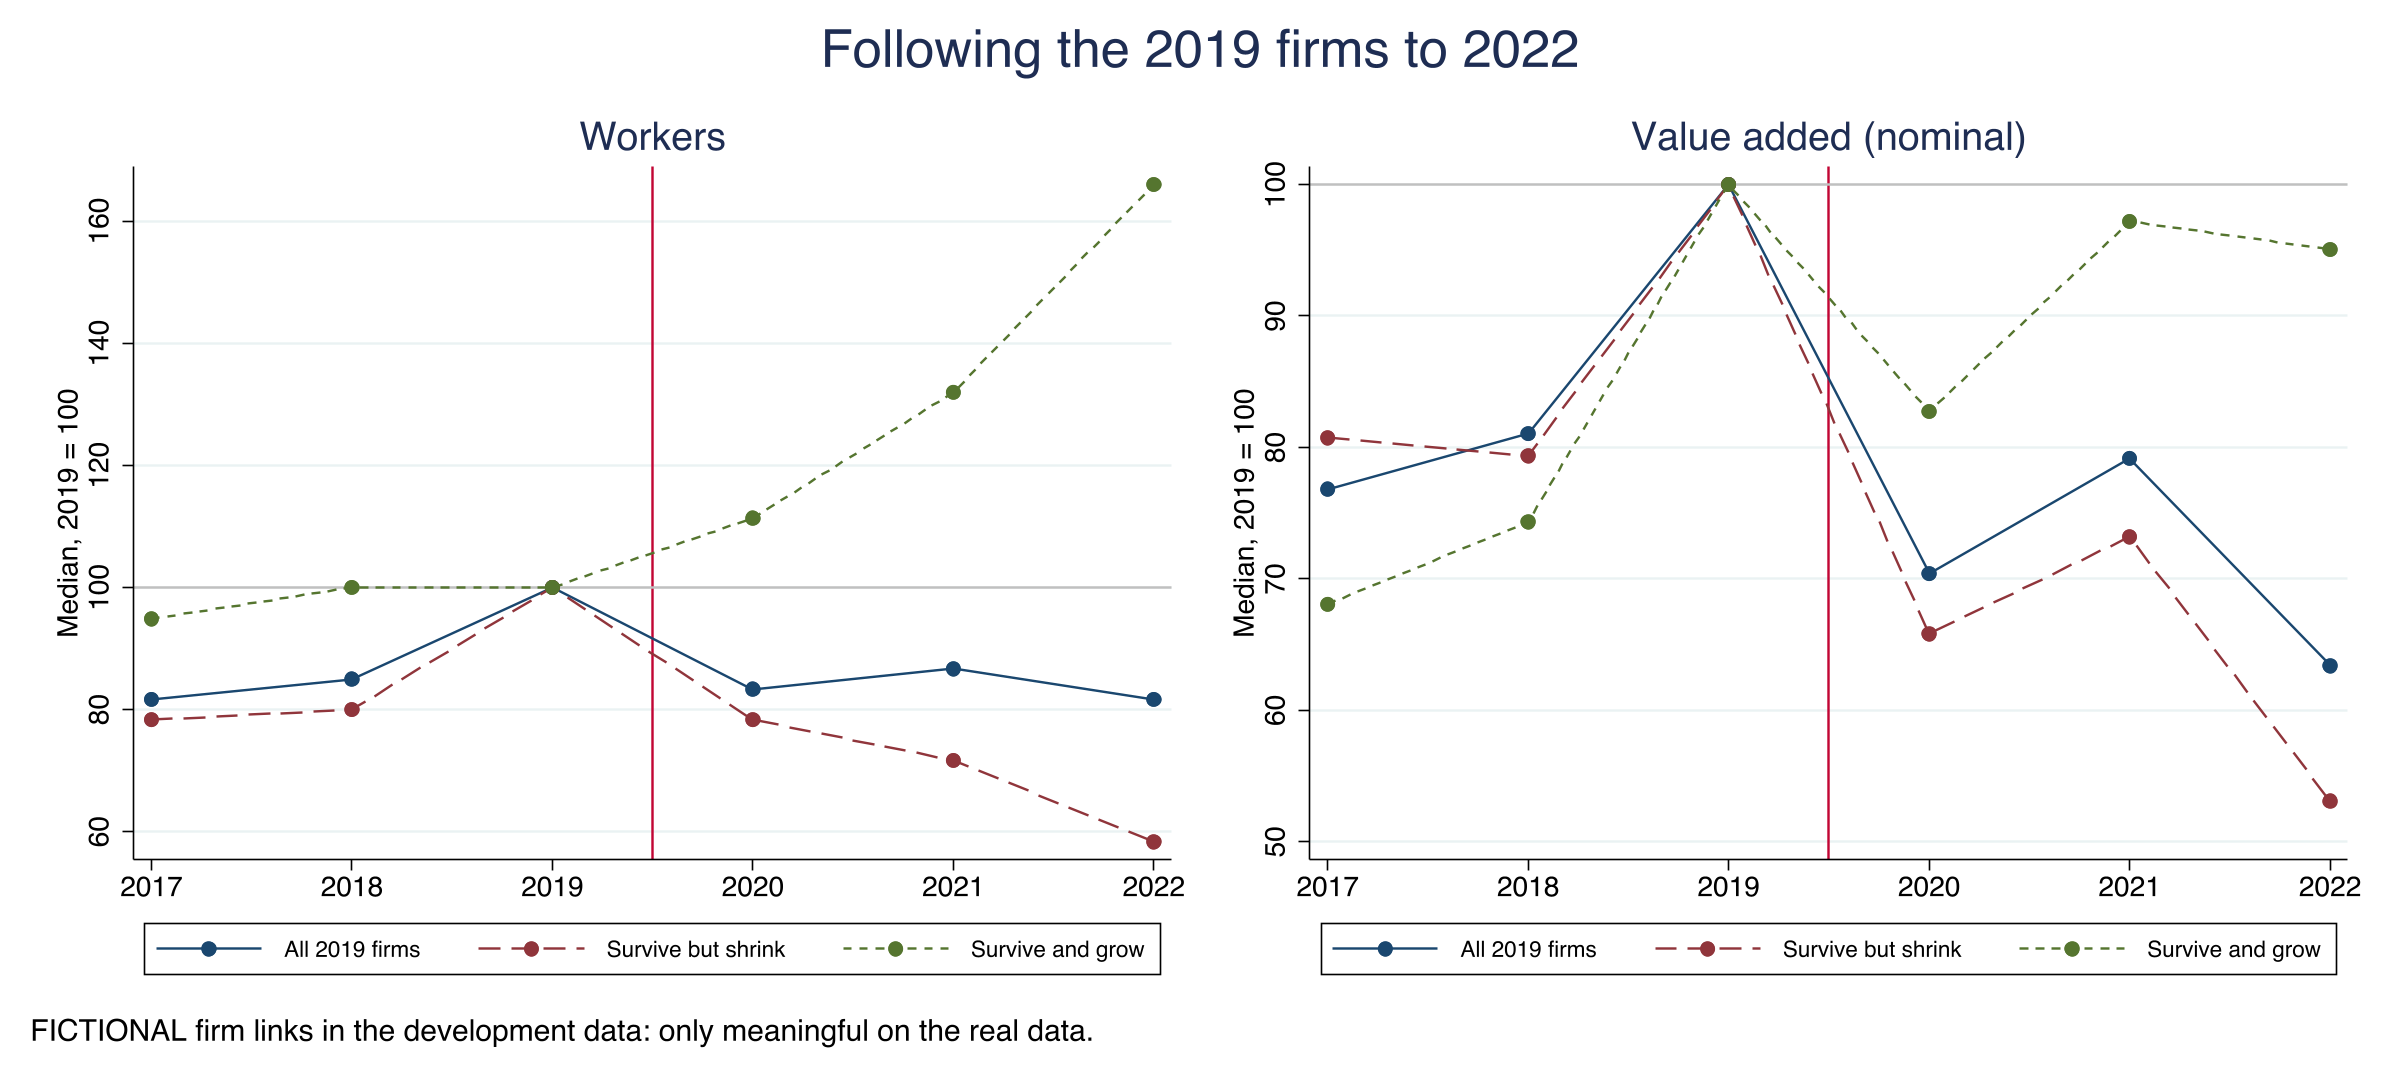 Following the 2019 firms to 2022
Workers
Median, 2019 = 100
160
140
120
100
80
60
2017 2018 2019 2020 2021 2022
All 2019 firms Survive but shrink Survive and grow
Value added (nominal)
Median, 2019 = 100
100
90
80
70
60
50
2017 2018 2019 2020 2021 2022
All 2019 firms Survive but shrink Survive and grow
FICTIONAL firm links in the development data: only meaningful on the real data.